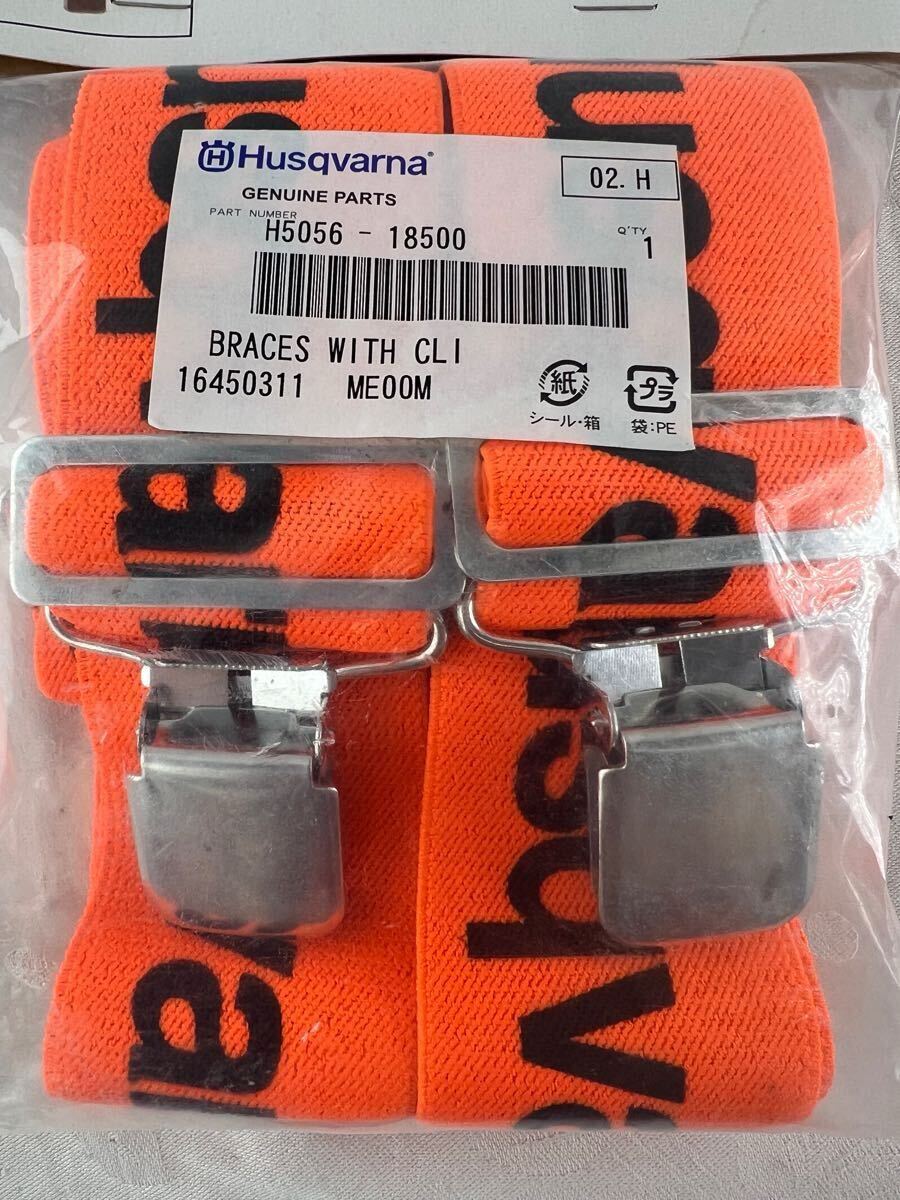 Husqvarna®
GENUINE PARTS
02. H
PART NUMBER
H5056 - 18500
Q'TY
1
BRACES WITH CLI
16450311 ME00M
紙
プラ
シール・箱
袋:PE